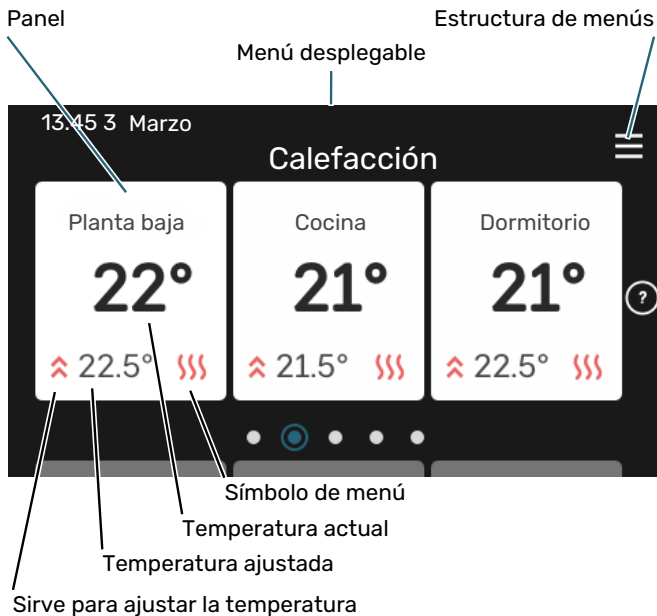 Panel
Estructura de menús
Menú desplegable
13.45 3 Marzo
Calefacción
Planta baja
Cocina
Dormitorio
22°
21°
21°
?
22.5°
21.5°
22.5°
Símbolo de menú
Temperatura actual
Temperatura ajustada
Sirve para ajustar la temperatura